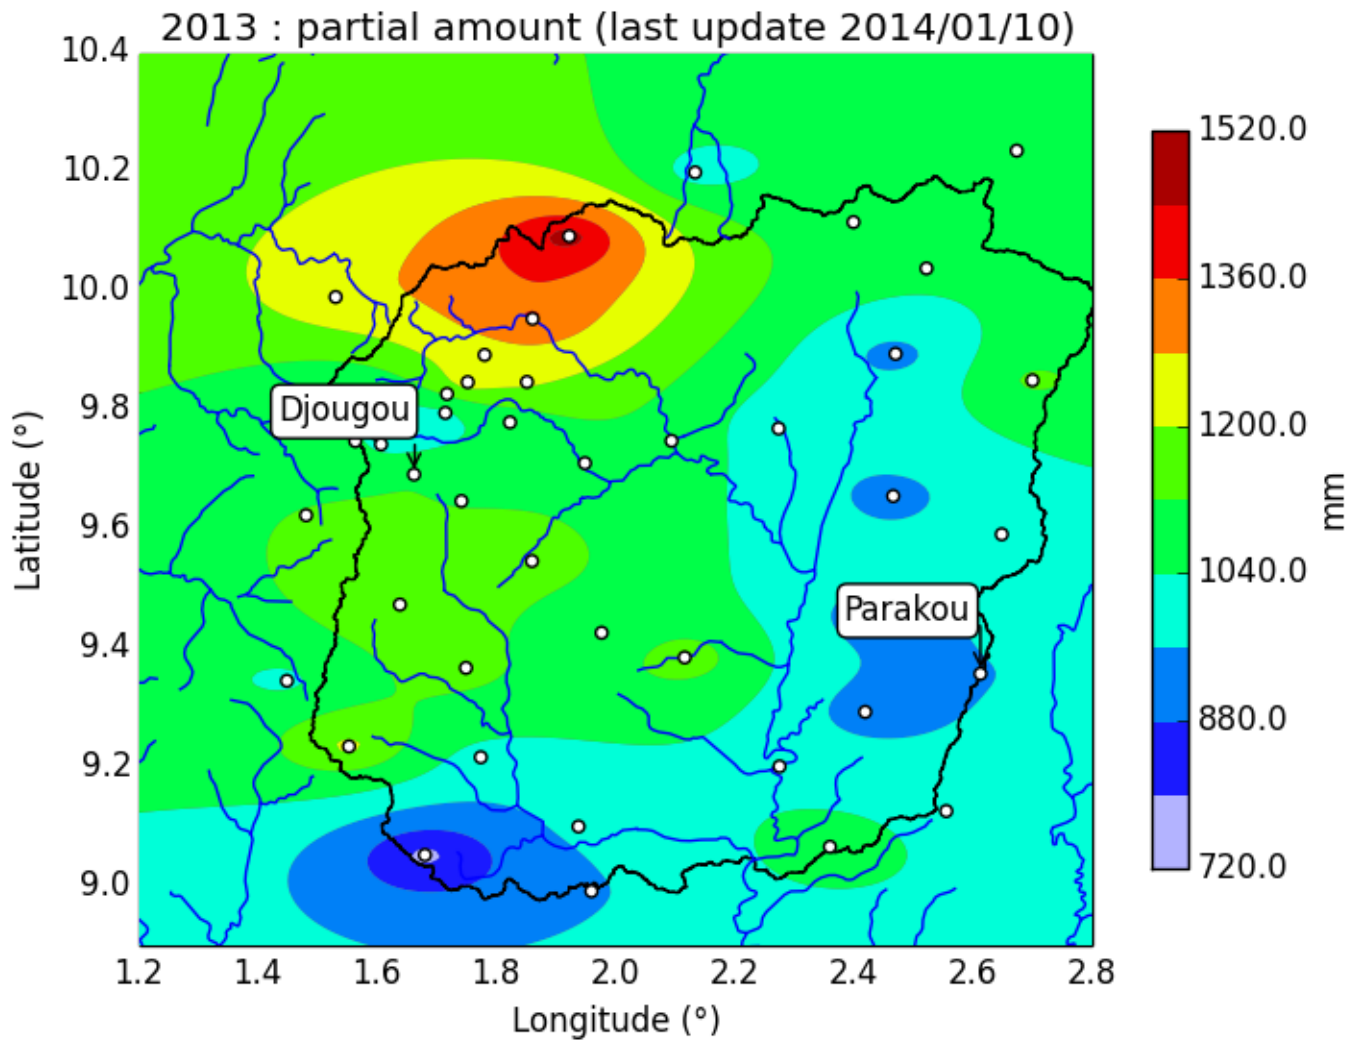 2013 : partial amount (last update 2014/01/10)
10.4
10.2
10.0
9.8
9.6
9.4
9.2
9.0
Latitude (°)
Djougou
Parakou
1.2 1.4 1.6 1.8 2.0 2.2 2.4 2.6 2.8
Longitude (°)
1520.0
1360.0
1200.0
1040.0
880.0
720.0
mm